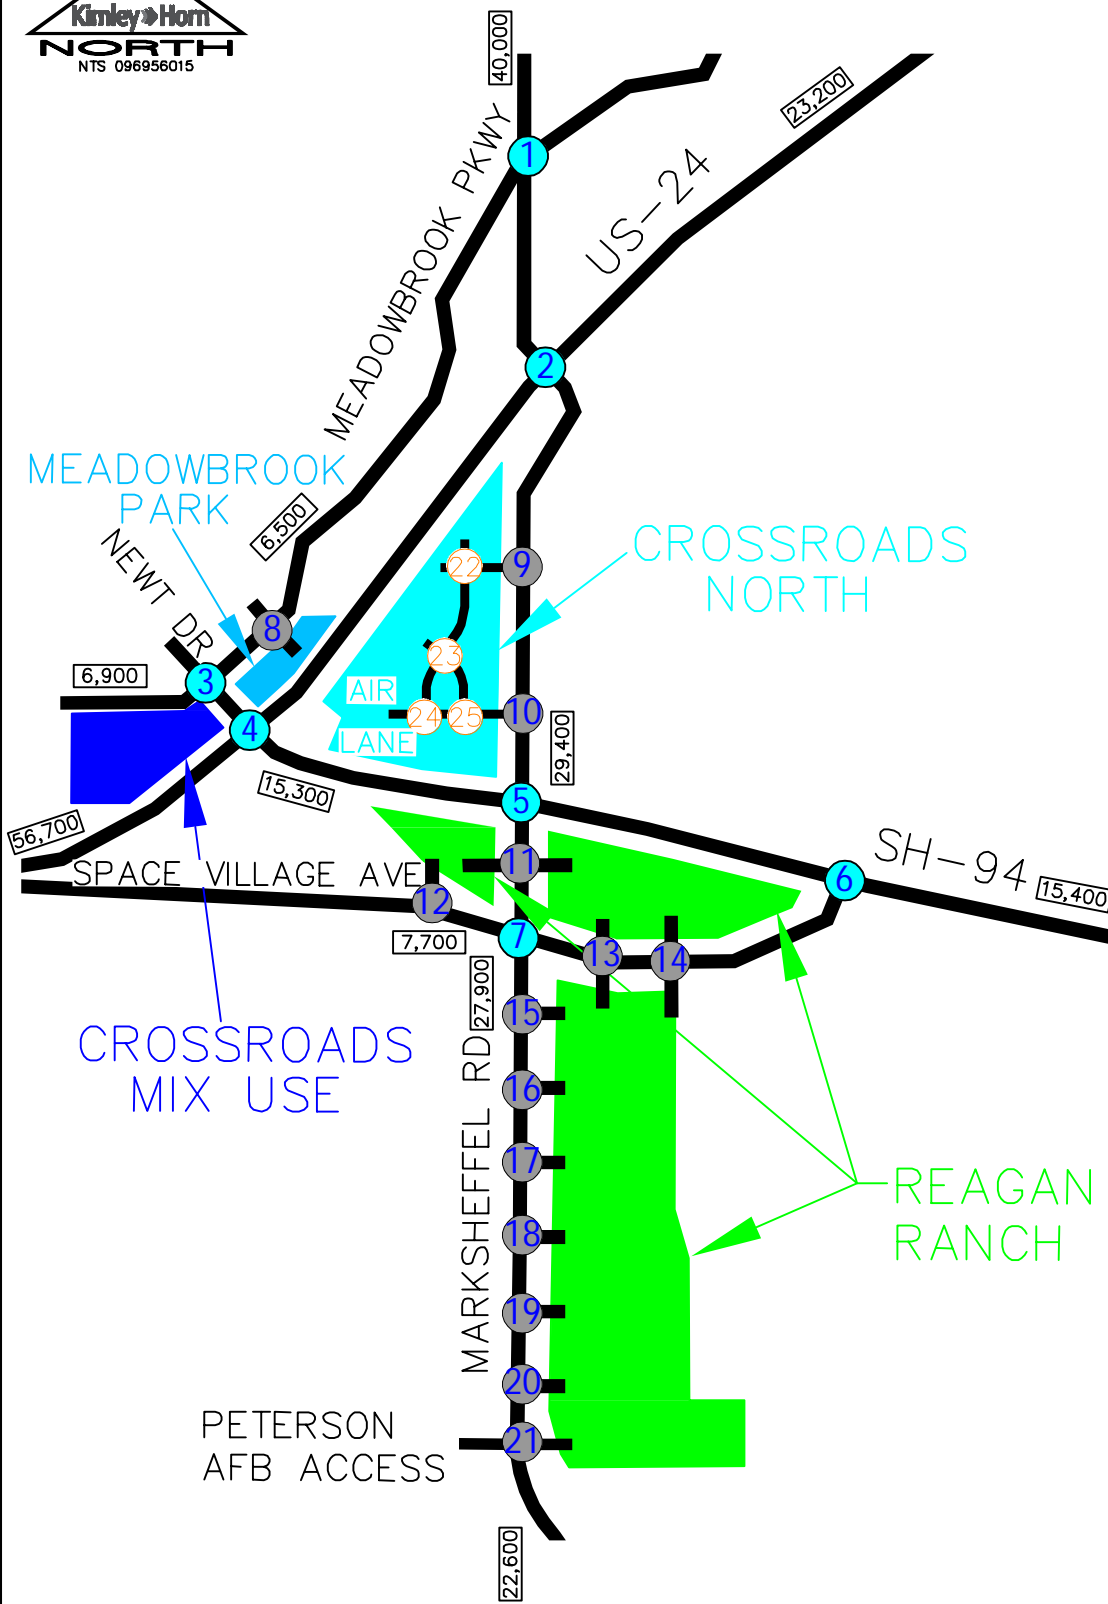 Kimley»Horn
NORTH
NTS 096956015
40,000
23,200
MEADOWBROOK PKWY
1
US-24
2
MEADOWBROOK
PARK
6,500
NEWT DR
CROSSROADS
NORTH
22
9
8
23
6,900
3
AIR
LANE
24
25
10
4
29,400
15,300
5
56,700
SPACE VILLAGE AVE
11
SH-94
6
15,400
12
7,700
7
13
14
27,900
15
CROSSROADS
MIX USE
16
MARKSHEFFEL RD
17
REAGAN
RANCH
18
19
20
PETERSON
AFB ACCESS
21
22,600